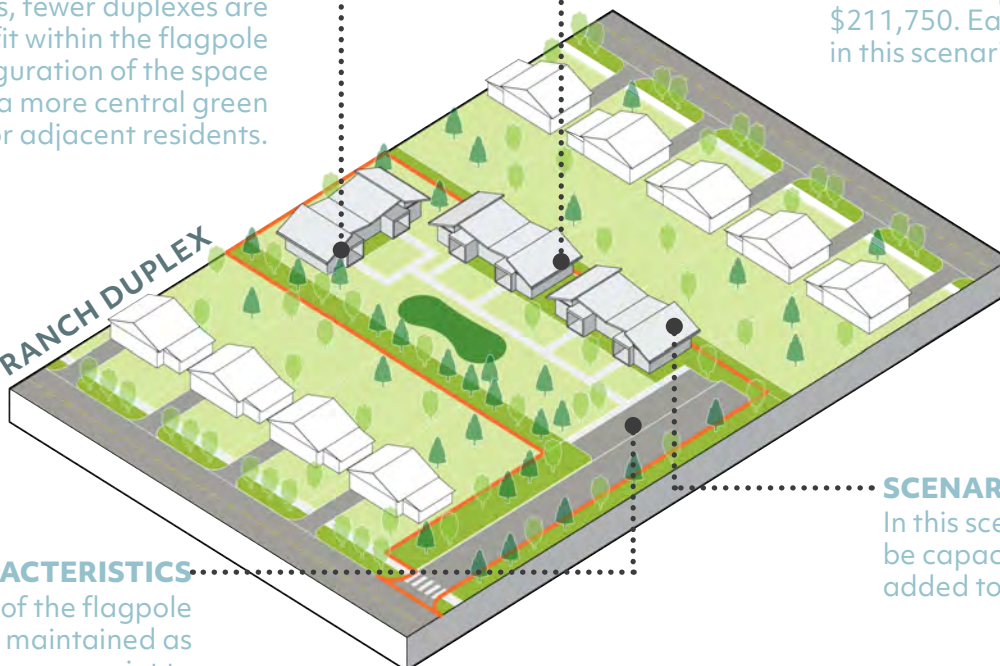 s, fewer duplexes are
fit within the flagpole
guration of the space
a more central green
or adjacent residents.
$211,750. Ea
in this scenar
RANCH DUPLEX
SCENAR
In this sce
be capac
added to
ACTERISTICS
of the flagpole
maintained as